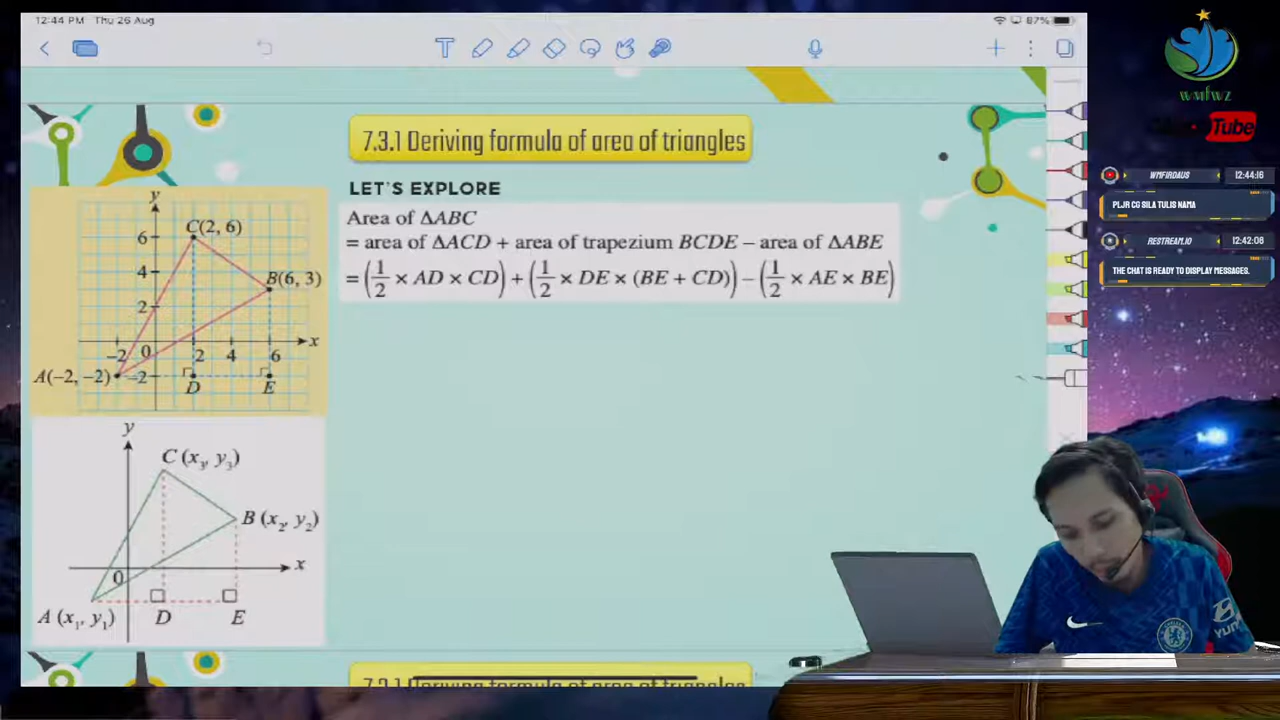 12:44 PM Thu 26 Aug
87%
wmfwz
Tube
7.3.1 Deriving formula of area of triangles
LET'S EXPLORE
Area of ΔABC
= area of ΔACD + area of trapezium BCDE − area of ΔABE
= (1/2 × AD × CD) + (1/2 × DE × (BE + CD)) − (1/2 × AE × BE)
y
C(2, 6)
6
B(6, 3)
4
2
−2 0 2 4 6 x
A(−2, −2) −2
D E
y
C (x₃, y₃)
B (x₂, y₂)
x
0
A (x₁, y₁) D E
WMFIRDAUS 12:44:16
PLJR CG SILA TULIS NAMA
RESTREAM.IO 12:42:08
THE CHAT IS READY TO DISPLAY MESSAGES.
7.3.1 Deriving formula of area of triangles